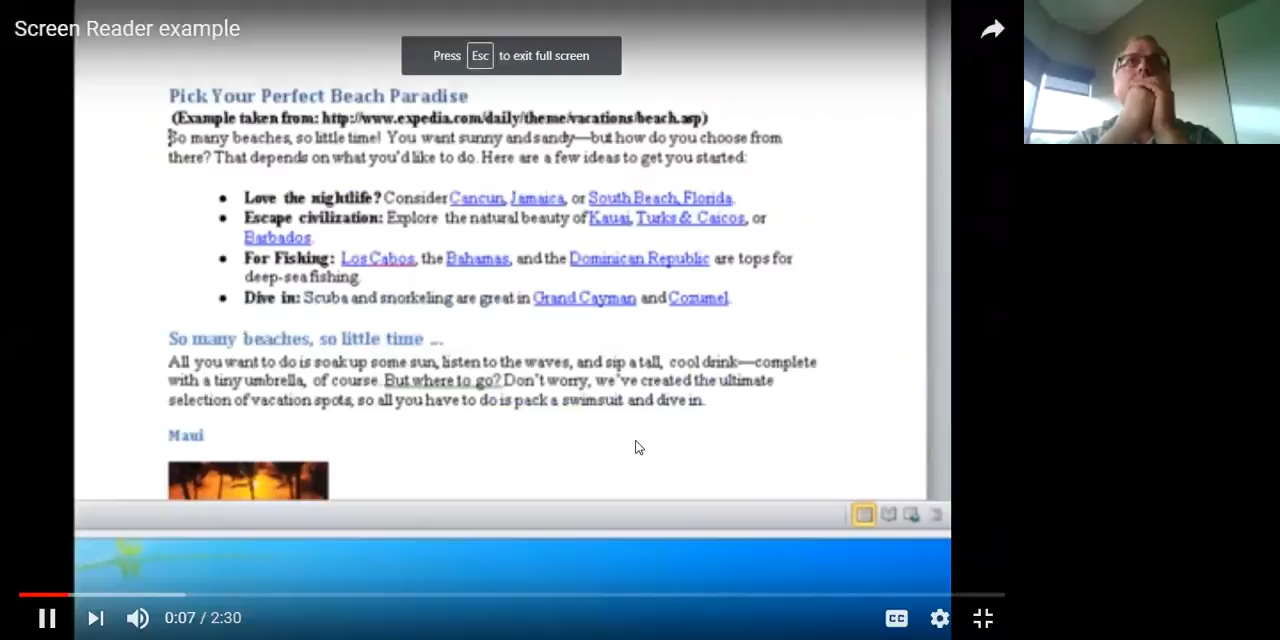 Screen Reader example
Press Esc to exit full screen
Pick Your Perfect Beach Paradise
(Example taken from: http://www.expedia.com/daily/theme/vacations/beach.asp)
So many beaches, so little time! You want sunny and sandy—but how do you choose from
there? That depends on what you'd like to do. Here are a few ideas to get you started:
• Love the nightlife? Consider Cancun, Jamaica, or South Beach, Florida.
• Escape civilization: Explore the natural beauty of Kauai, Turks & Caicos, or
Barbados.
• For Fishing: Los Cabos, the Bahamas, and the Dominican Republic are tops for
deep-sea fishing.
• Dive in: Scuba and snorkeling are great in Grand Cayman and Cozumel.
So many beaches, so little time ...
All you want to do is soak up some sun, listen to the waves, and sip a tall, cool drink—complete
with a tiny umbrella, of course. But where to go? Don't worry, we've created the ultimate
selection of vacation spots, so all you have to do is pack a swimsuit and dive in.
Maui
0:07 / 2:30
CC